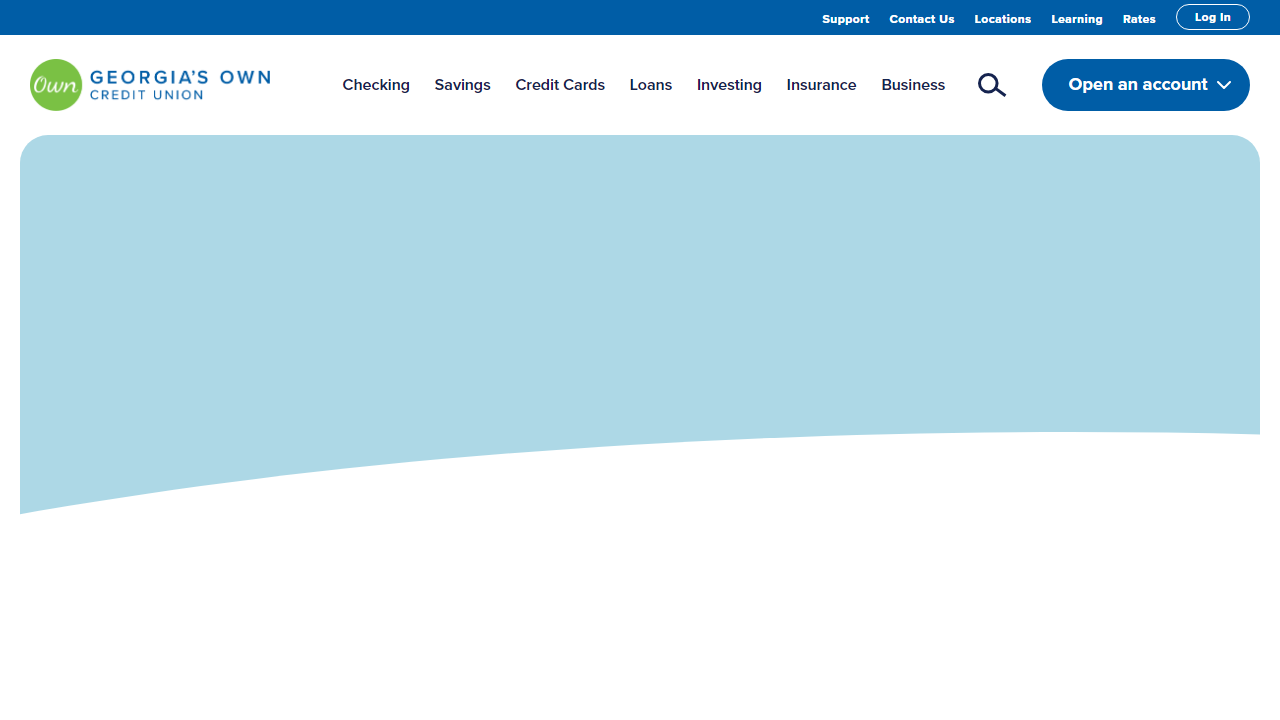 Support Contact Us Locations Learning Rates Log In
Own GEORGIA'S OWN
CREDIT UNION
Checking Savings Credit Cards Loans Investing Insurance Business Open an account